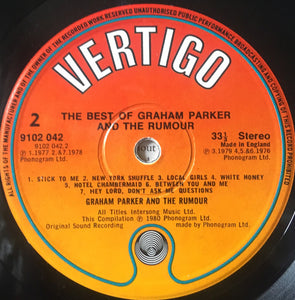 ALL RIGHTS OF THE MANUFACTURER AND OF THE OWNER OF THE RECORDED WORK RESERVED UNAUTHORISED PUBLIC PERFORMANCE BROADCASTING AND COPYING OF THIS RECORD PROHIBITED
VERTIGO
2
THE BEST OF GRAHAM PARKER
AND THE RUMOUR
33⅓ Stereo
9102 042
Made in England
9102 042.2
℗ 1.1977 2.&7.1978
Phonogram Ltd.
℗ 3.1979 4,5.&6.1976
Phonogram Ltd.
1. STICK TO ME 2. NEW YORK SHUFFLE 3. LOCAL GIRLS 4. WHITE HONEY
5. HOTEL CHAMBERMAID 6. BETWEEN YOU AND ME
7. HEY LORD, DON'T ASK ME QUESTIONS
GRAHAM PARKER AND THE RUMOUR
All Titles Intersong Music Ltd.
This Compilation ℗ 1980 Phonogram Ltd.
Original Sound Recording made by Phonogram Ltd.